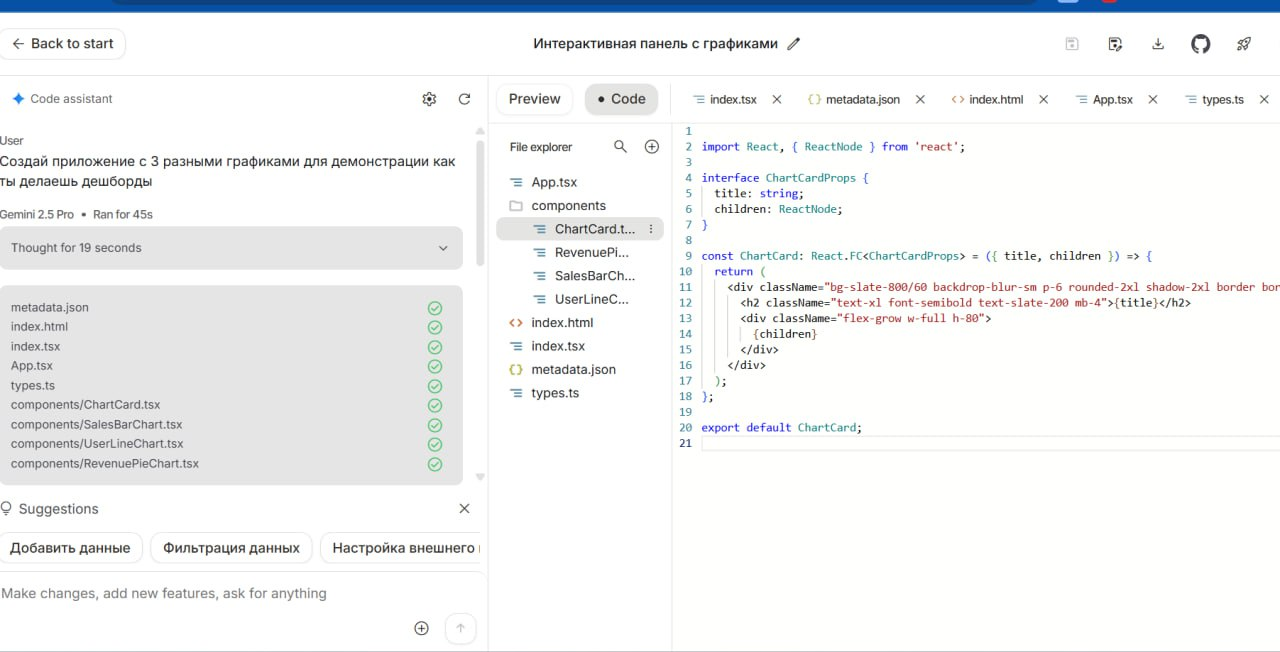 Back to start
Интерактивная панель с графиками
Code assistant
User
Создай приложение с 3 разными графиками для демонстрации как
ты делаешь дешборды
Gemini 2.5 Pro • Ran for 45s
Thought for 19 seconds
metadata.json
index.html
index.tsx
App.tsx
types.ts
components/ChartCard.tsx
components/SalesBarChart.tsx
components/UserLineChart.tsx
components/RevenuePieChart.tsx
Suggestions
Добавить данные
Фильтрация данных
Настройка внешнего
Make changes, add new features, ask for anything
Preview
Code
File explorer
App.tsx
components
ChartCard.t...
RevenuePi...
SalesBarCh...
UserLineC...
index.html
index.tsx
metadata.json
types.ts
index.tsx
metadata.json
index.html
App.tsx
types.ts
1
2 import React, { ReactNode } from 'react';
3
4 interface ChartCardProps {
5 title: string;
6 children: ReactNode;
7 }
8
9 const ChartCard: React.FC<ChartCardProps> = ({ title, children }) => {
10 return (
11 <div className="bg-slate-800/60 backdrop-blur-sm p-6 rounded-2xl shadow-2xl border bor
12 <h2 className="text-xl font-semibold text-slate-200 mb-4">{title}</h2>
13 <div className="flex-grow w-full h-80">
14 {children}
15 </div>
16 </div>
17 );
18 };
19
20 export default ChartCard;
21